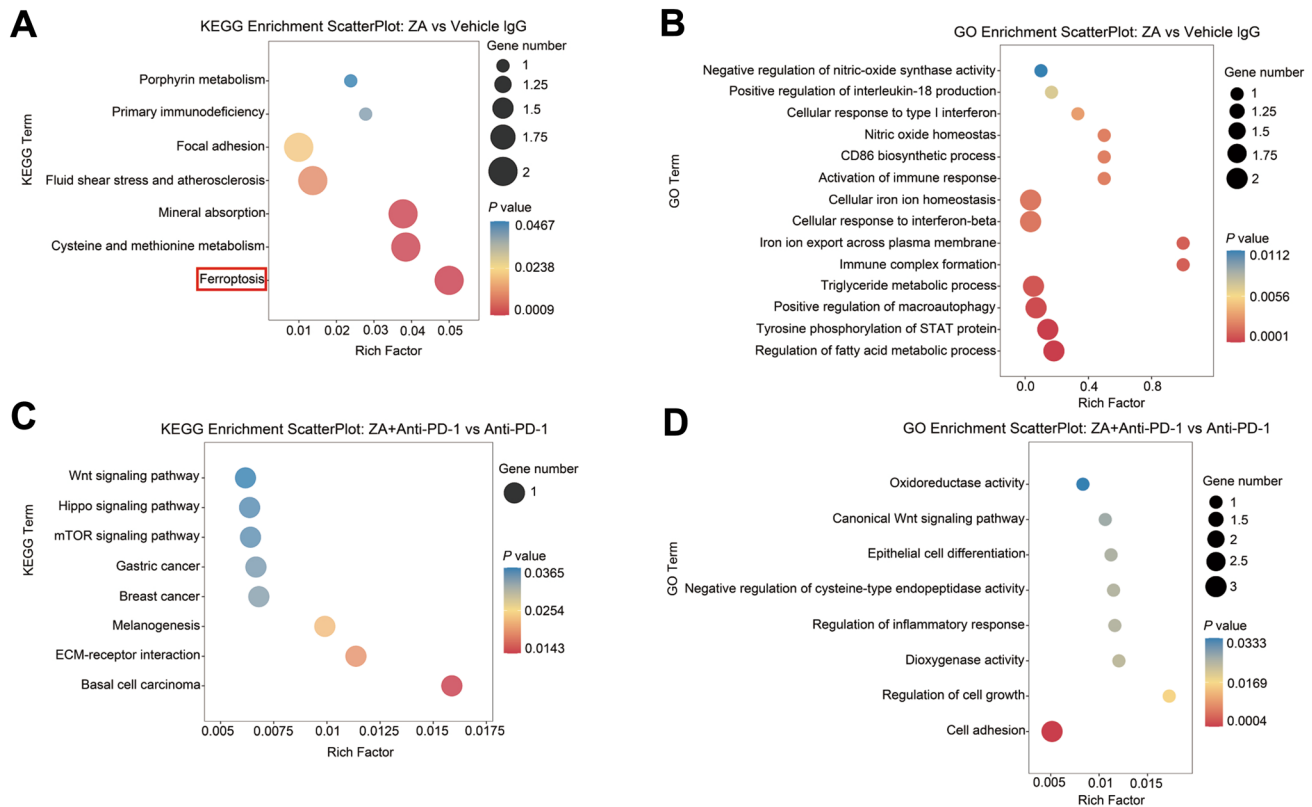 A
KEGG Enrichment ScatterPlot: ZA vs Vehicle IgG
KEGG Term
Porphyrin metabolism
Primary immunodeficiency
Focal adhesion
Fluid shear stress and atherosclerosis
Mineral absorption
Cysteine and methionine metabolism
Ferroptosis
0.01 0.02 0.03 0.04 0.05
Rich Factor
Gene number
1
1.25
1.5
1.75
2
P value
0.0467
0.0238
0.0009
B
GO Enrichment ScatterPlot: ZA vs Vehicle IgG
GO Term
Negative regulation of nitric-oxide synthase activity
Positive regulation of interleukin-18 production
Cellular response to type I interferon
Nitric oxide homeostas
CD86 biosynthetic process
Activation of immune response
Cellular iron ion homeostasis
Cellular response to interferon-beta
Iron ion export across plasma membrane
Immune complex formation
Triglyceride metabolic process
Positive regulation of macroautophagy
Tyrosine phosphorylation of STAT protein
Regulation of fatty acid metabolic process
0.0 0.4 0.8
Rich Factor
Gene number
1
1.25
1.5
1.75
2
P value
0.0112
0.0056
0.0001
C
KEGG Enrichment ScatterPlot: ZA+Anti-PD-1 vs Anti-PD-1
KEGG Term
Wnt signaling pathway
Hippo signaling pathway
mTOR signaling pathway
Gastric cancer
Breast cancer
Melanogenesis
ECM-receptor interaction
Basal cell carcinoma
0.005 0.0075 0.01 0.0125 0.015 0.0175
Rich Factor
Gene number
1
P value
0.0365
0.0254
0.0143
D
GO Enrichment ScatterPlot: ZA+Anti-PD-1 vs Anti-PD-1
GO Term
Oxidoreductase activity
Canonical Wnt signaling pathway
Epithelial cell differentiation
Negative regulation of cysteine-type endopeptidase activity
Regulation of inflammatory response
Dioxygenase activity
Regulation of cell growth
Cell adhesion
0.005 0.01 0.015
Rich Factor
Gene number
1
1.5
2
2.5
3
P value
0.0333
0.0169
0.0004